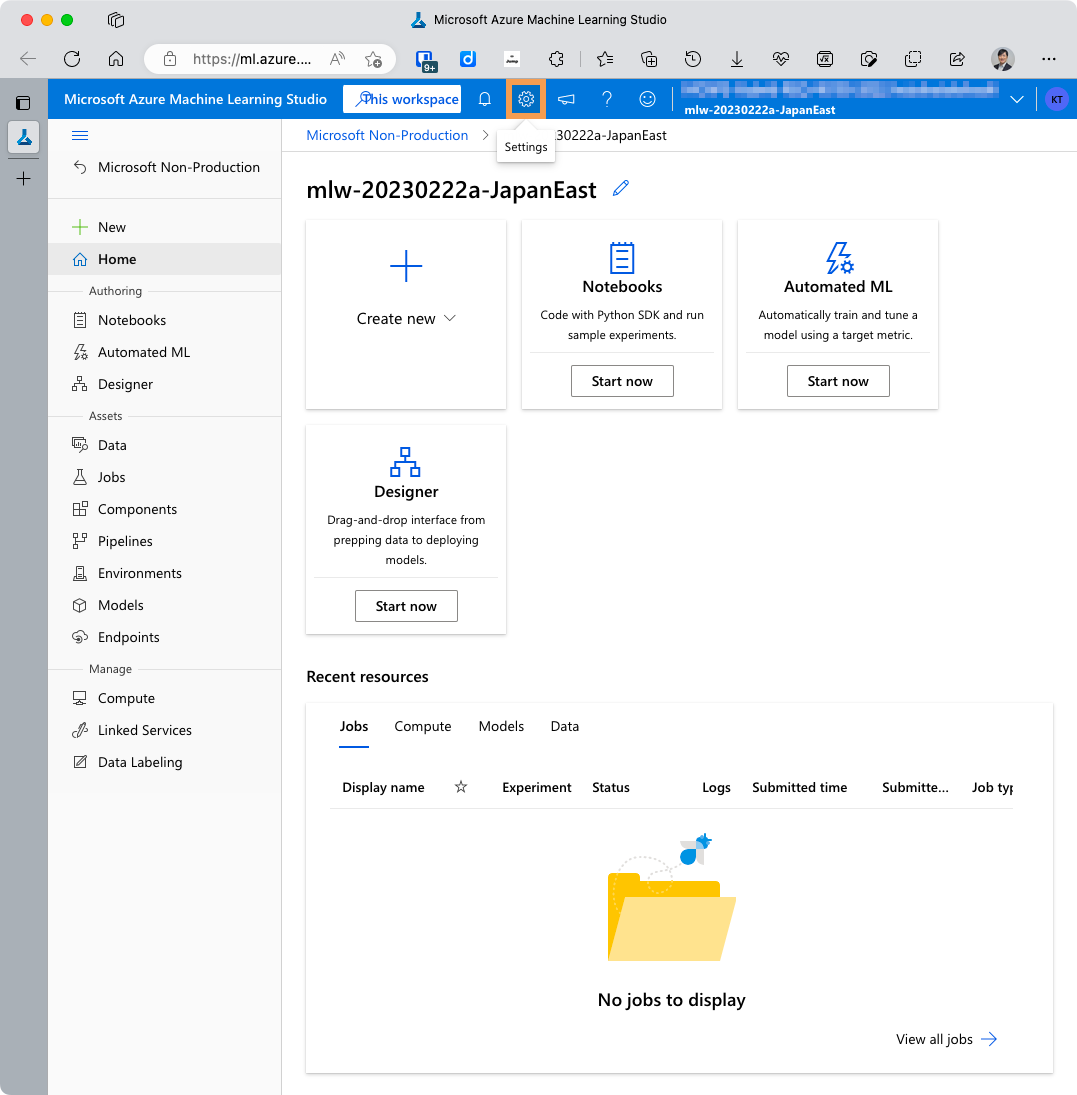 Microsoft Azure Machine Learning Studio
https://ml.azure....
9+
Microsoft Azure Machine Learning Studio
This workspace
mlw-20230222a-JapanEast
KT
Microsoft Non-Production
30222a-JapanEast
Settings
Microsoft Non-Production
mlw-20230222a-JapanEast
New
Home
Authoring
Notebooks
Automated ML
Designer
Assets
Data
Jobs
Components
Pipelines
Environments
Models
Endpoints
Manage
Compute
Linked Services
Data Labeling
Create new
Notebooks
Code with Python SDK and run
sample experiments.
Start now
Automated ML
Automatically train and tune a
model using a target metric.
Start now
Designer
Drag-and-drop interface from
prepping data to deploying
models.
Start now
Recent resources
Jobs Compute Models Data
Display name Experiment Status Logs Submitted time Submitte... Job typ
No jobs to display
View all jobs